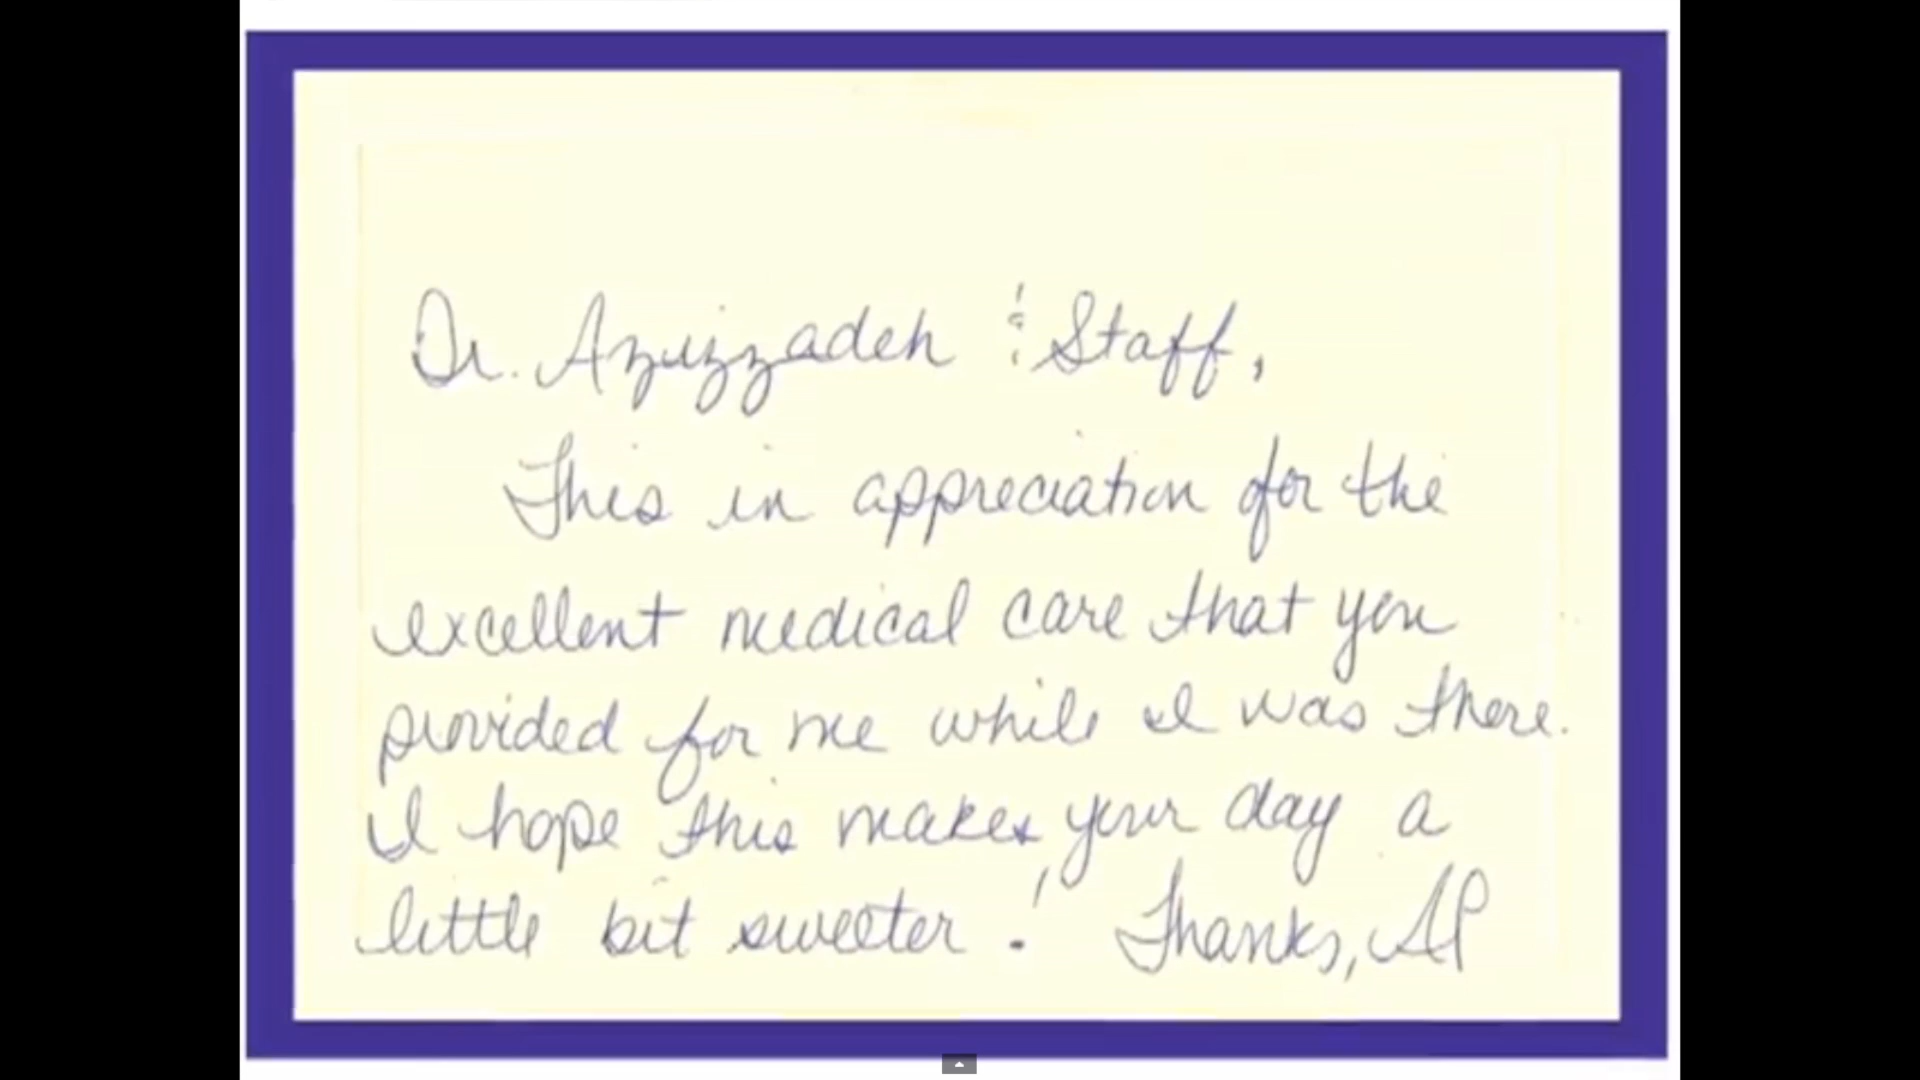 Dr. Azizzadeh & Staff,
This in appreciation for the
excellent medical care that you
provided for me while I was there.
I hope this makes your day a
little bit sweeter! Thanks, AP